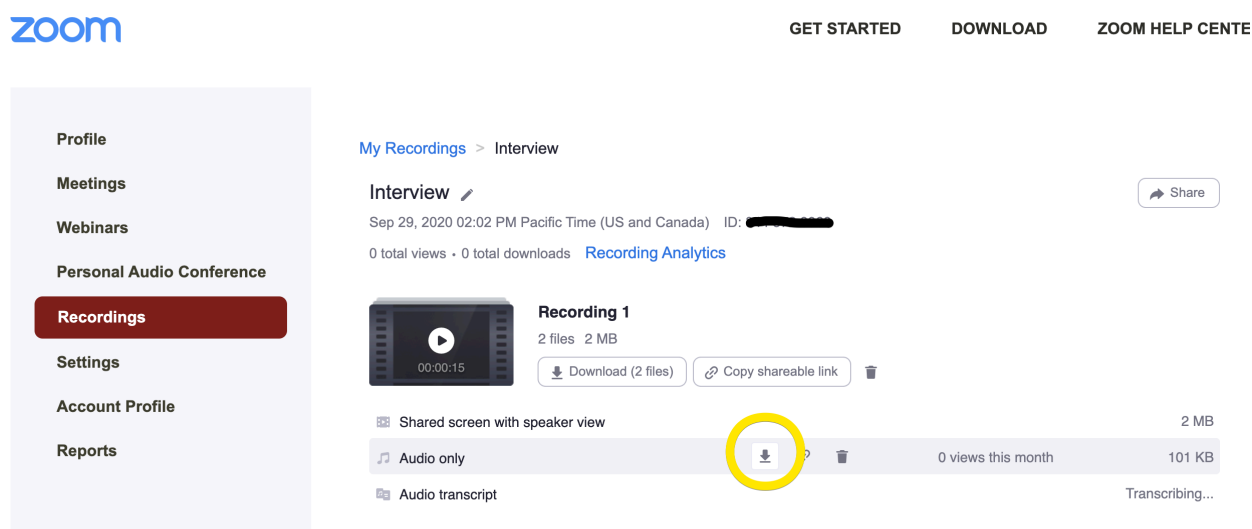 zoom
GET STARTED DOWNLOAD ZOOM HELP CENTE
Profile
Meetings
Webinars
Personal Audio Conference
Recordings
Settings
Account Profile
Reports
My Recordings > Interview
Interview
Share
Sep 29, 2020 02:02 PM Pacific Time (US and Canada) ID:
0 total views • 0 total downloads Recording Analytics
00:00:15
Recording 1
2 files 2 MB
Download (2 files) Copy shareable link
Shared screen with speaker view 2 MB
Audio only 0 views this month 101 KB
Audio transcript Transcribing...